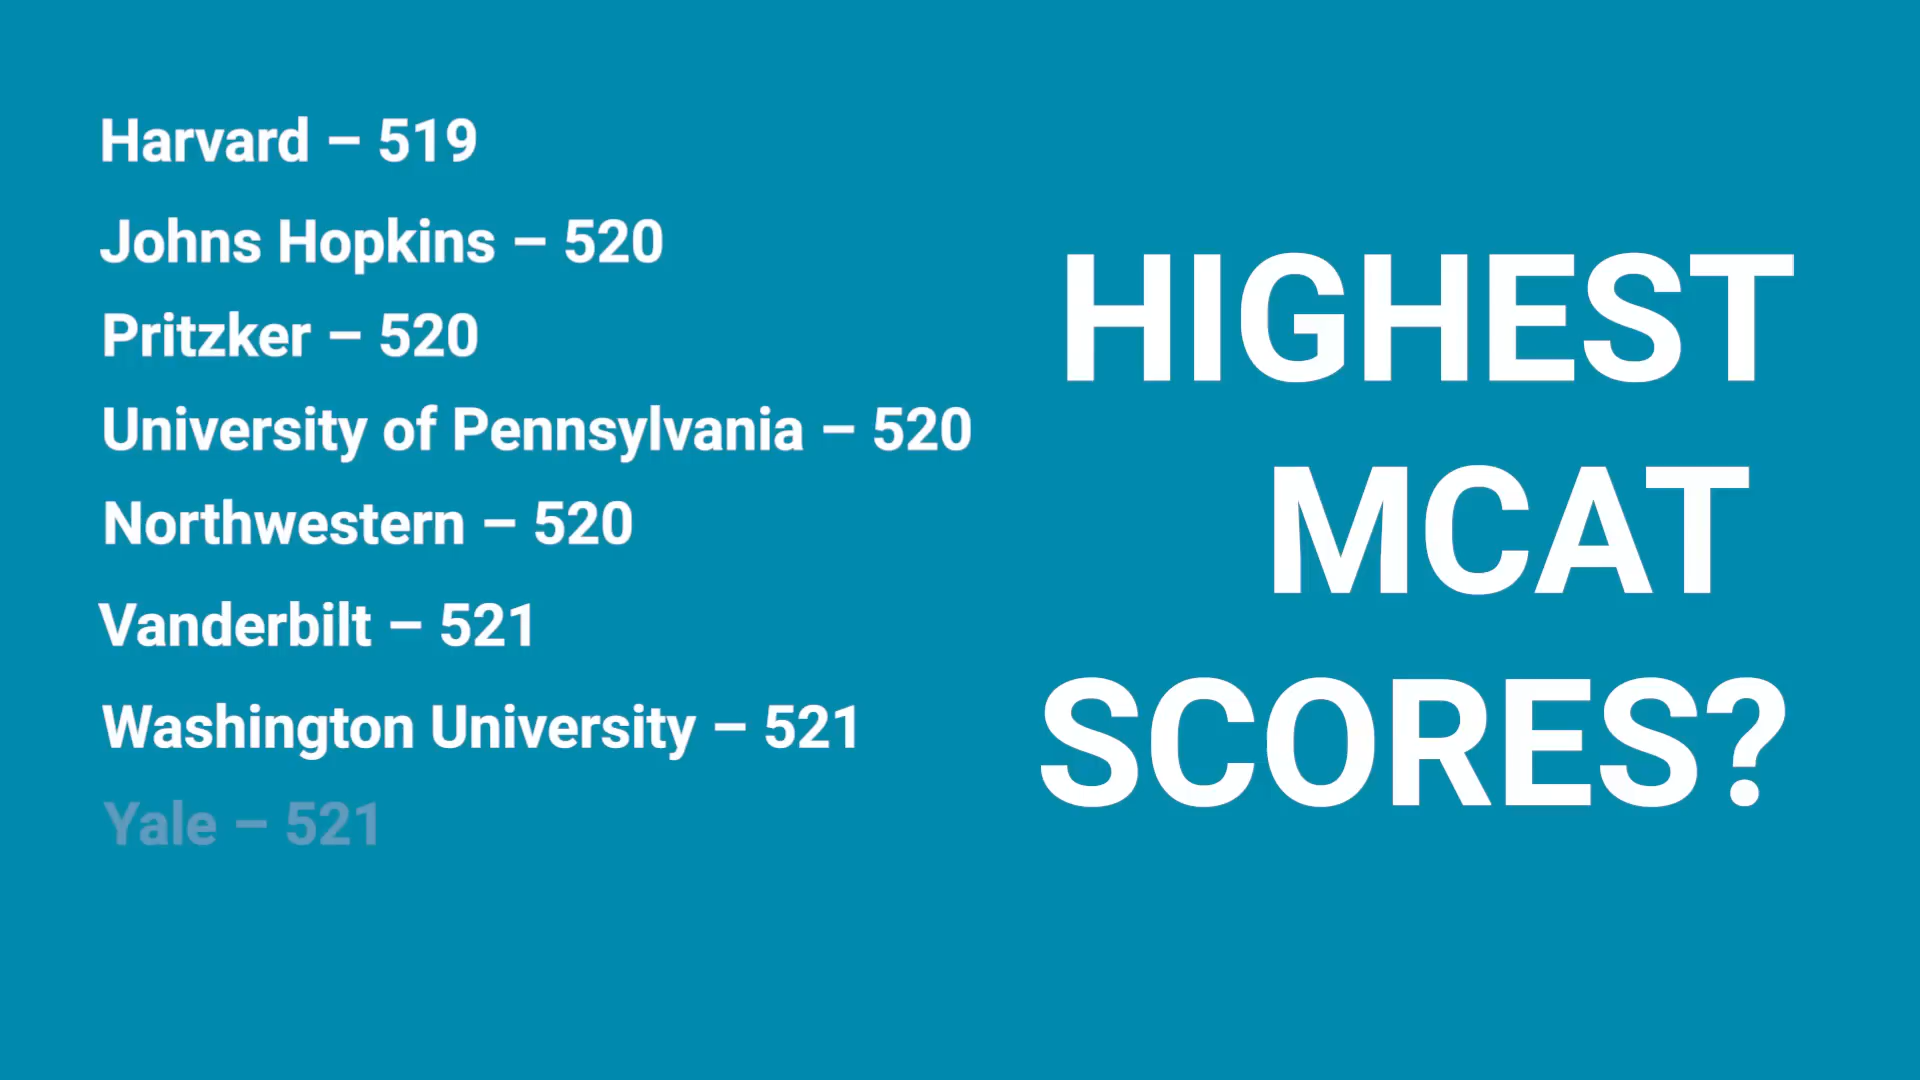 Harvard – 519
Johns Hopkins – 520
Pritzker – 520
University of Pennsylvania – 520
Northwestern – 520
Vanderbilt – 521
Washington University – 521
Yale – 521
HIGHEST
MCAT
SCORES?